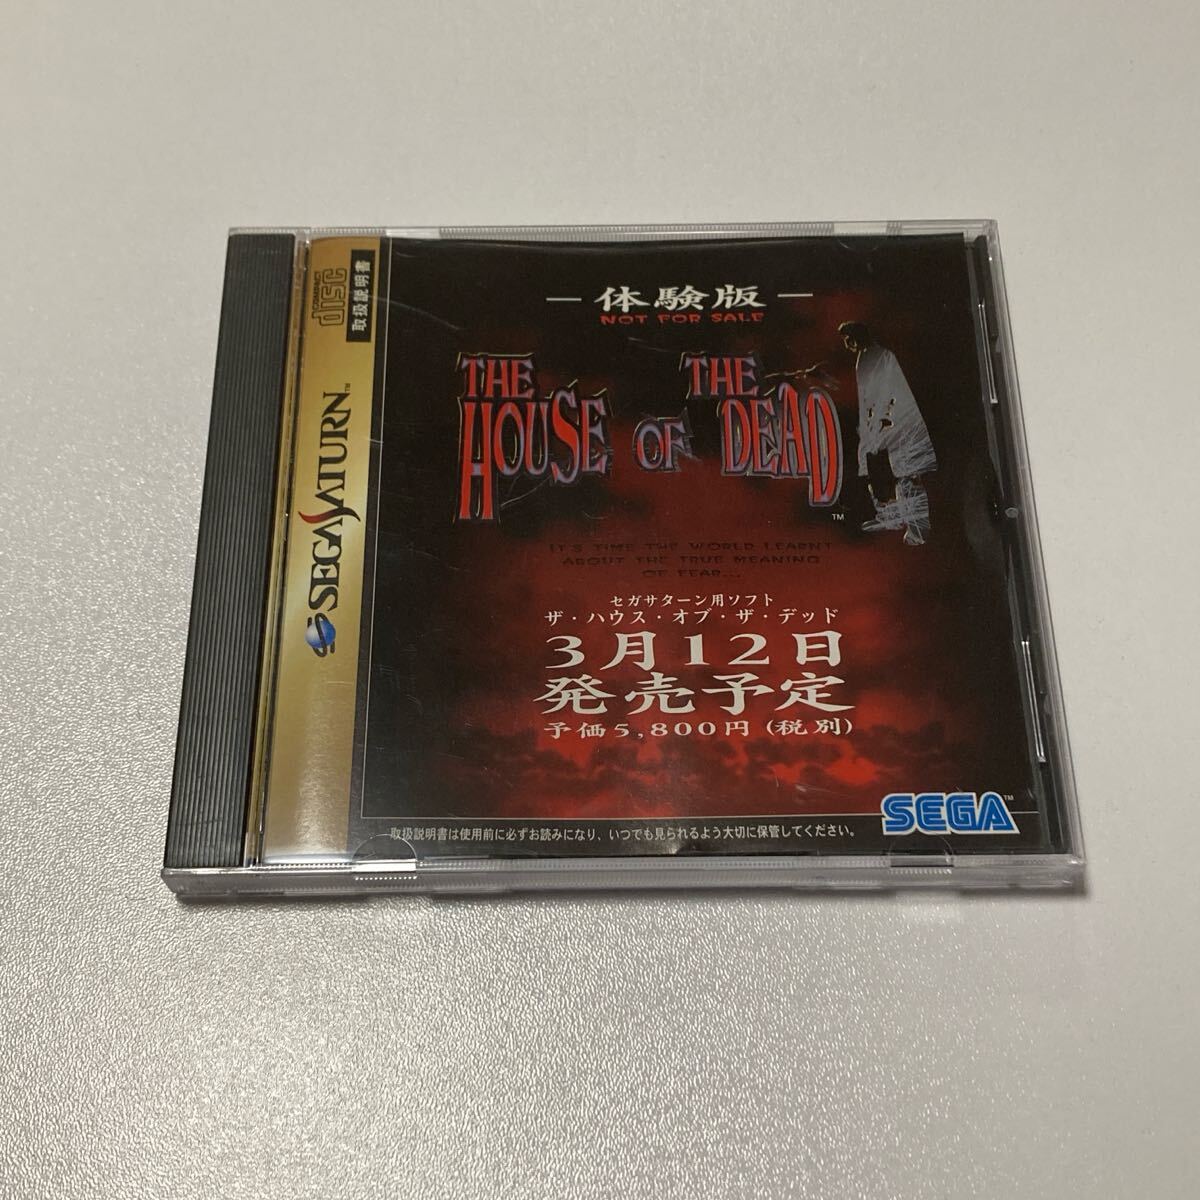 COMPACT
disc
取扱説明書
SEGA SATURN™
— 体験版 —
NOT FOR SALE
THE HOUSE OF THE DEAD™
IT'S TIME THE WORLD LEARNT
ABOUT THE TRUE MEANING
OF FEAR...
セガサターン用ソフト
ザ・ハウス・オブ・ザ・デッド
3月12日
発売予定
予価5,800円(税別)
SEGA™
取扱説明書は使用前に必ずお読みになり、いつでも見られるよう大切に保管してください。